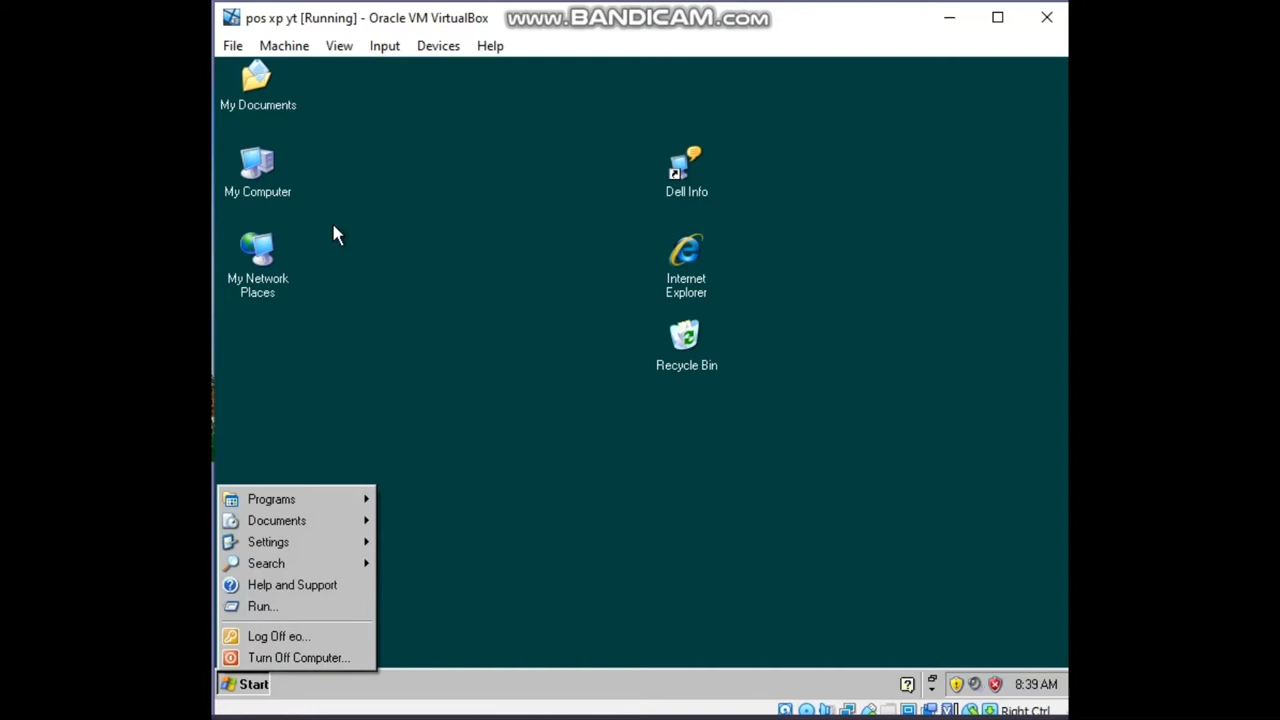 pos xp yt [Running] - Oracle VM VirtualBox
www.BANDICAM.com
File Machine View Input Devices Help
My Documents
My Computer
Dell Info
My Network
Places
Internet
Explorer
Recycle Bin
Programs
Documents
Settings
Search
Help and Support
Run...
Log Off eo...
Turn Off Computer...
Start
8:39 AM
Right Ctrl